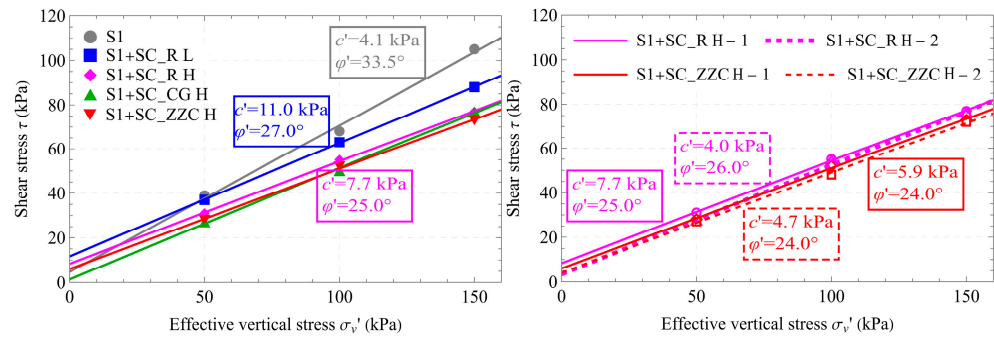 120
100
80
60
40
20
0
Shear stress τ (kPa)
S1
S1+SC_R L
S1+SC_R H
S1+SC_CG H
S1+SC_ZZC H
c'−4.1 kPa
φ'=33.5°
c'=11.0 kPa
φ'=27.0°
c'=7.7 kPa
φ'=25.0°
0
50
100
150
Effective vertical stress σv' (kPa)
120
100
80
60
40
20
0
Shear stress τ (kPa)
S1+SC_R H−1
S1+SC_R H−2
S1+SC_ZZC H−1
S1+SC_ZZC H−2
c'=4.0 kPa
φ'=26.0°
c'=7.7 kPa
φ'=25.0°
c'=5.9 kPa
φ'=24.0°
c'=4.7 kPa
φ'=24.0°
0
50
100
150
Effective vertical stress σv' (kPa)